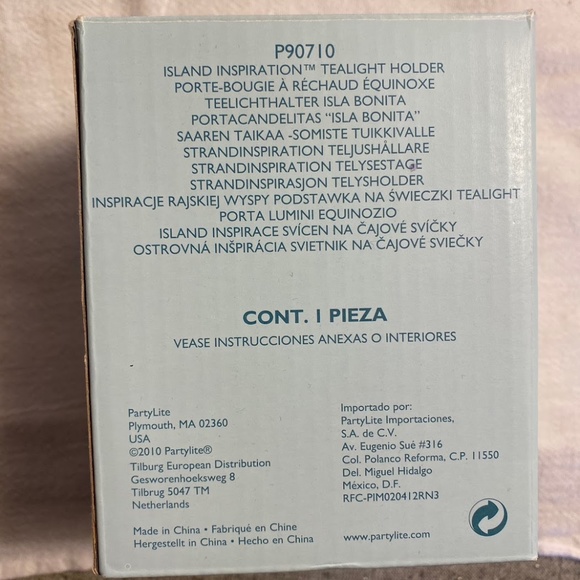 P90710
ISLAND INSPIRATION™ TEALIGHT HOLDER
PORTE-BOUGIE À RÉCHAUD ÉQUINOXE
TEELICHTHALTER ISLA BONITA
PORTACANDELITAS “ISLA BONITA”
SAAREN TAIKAA -SOMISTE TUIKKIVALLE
STRANDINSPIRATION TELJUSHÅLLARE
STRANDINSPIRATION TELYSESTAGE
STRANDINSPIRASJON TELYSHOLDER
INSPIRACJE RAJSKIEJ WYSPY PODSTAWKA NA ŚWIECZKI TEALIGHT
PORTA LUMINI EQUINOZIO
ISLAND INSPIRACE SVÍCEN NA ČAJOVÉ SVÍČKY
OSTROVNÁ INŠPIRÁCIA SVIETNIK NA ČAJOVÉ SVIEČKY
CONT. 1 PIEZA
VEASE INSTRUCCIONES ANEXAS O INTERIORES
PartyLite
Plymouth, MA 02360
USA
©2010 Partylite®
Tilburg European Distribution
Gesworenhoeksweg 8
Tilbrug 5047 TM
Netherlands
Made in China • Fabriqué en Chine
Hergestellt in China • Hecho en China
Importado por:
PartyLite Importaciones,
S.A. de C.V.
Av. Eugenio Sué #316
Col. Polanco Reforma, C.P. 11550
Del. Miguel Hidalgo
México, D.F.
RFC-PIM020412RN3
www.partylite.com